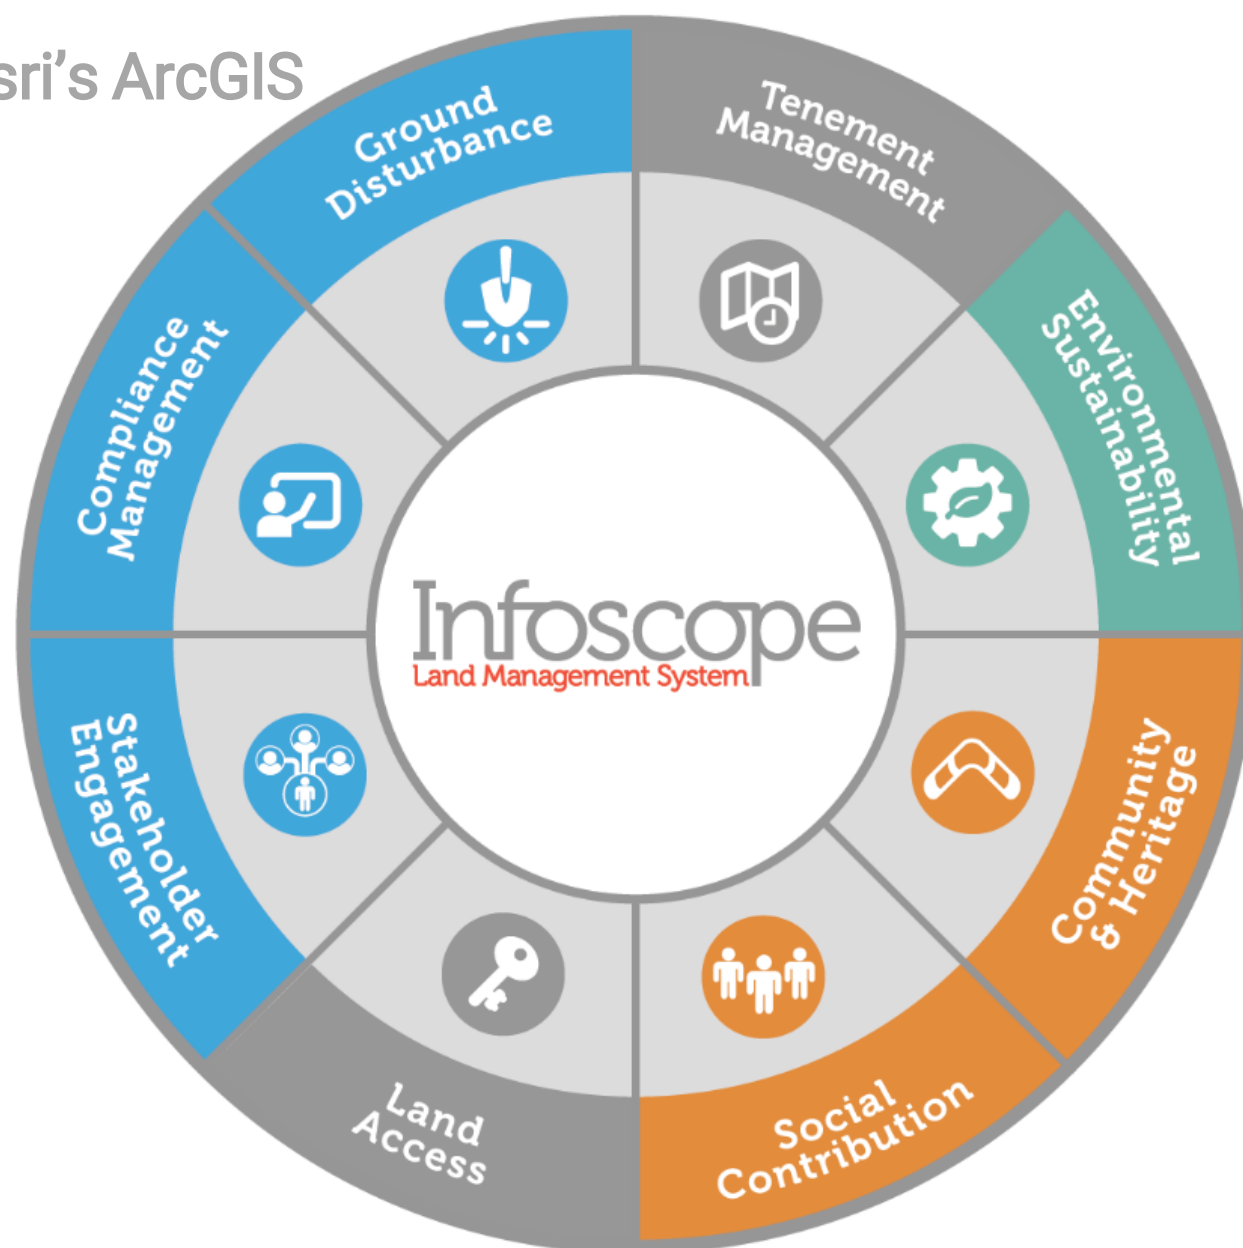 sri's ArcGIS
Ground
Disturbance
Tenement
Management
Environmental
Sustainability
Community
& Heritage
Social
Contribution
Land
Access
Stakeholder
Engagement
Compliance
Management
Infoscope
Land Management System